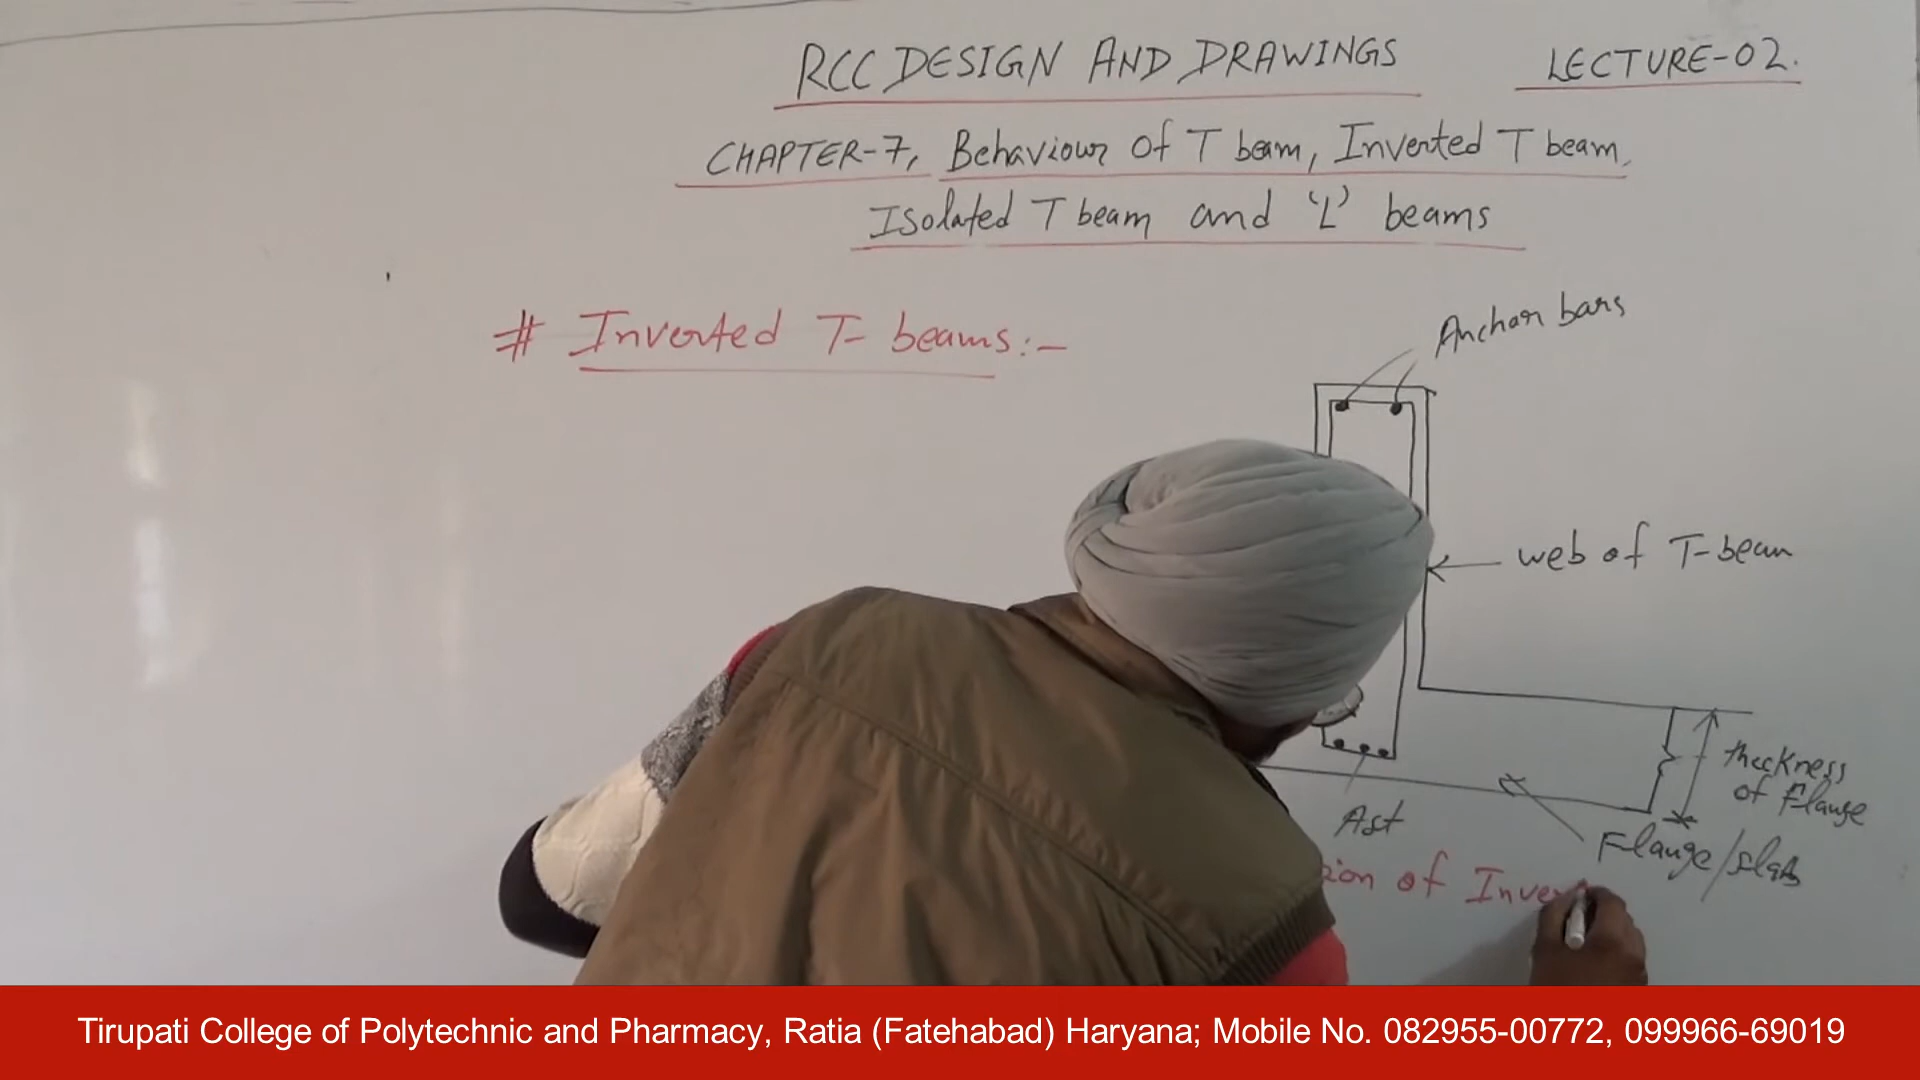 RCC DESIGN AND DRAWINGS
LECTURE-02.
CHAPTER-7, Behaviour Of T beam, Inverted T beam,
Isolated T beam and 'L' beams
# Inverted T- beams:-
Anchor bars
web of T-beam
thickness
of Flange
Ast
Flange/slab
of Inver
Tirupati College of Polytechnic and Pharmacy, Ratia (Fatehabad) Haryana; Mobile No. 082955-00772, 099966-69019